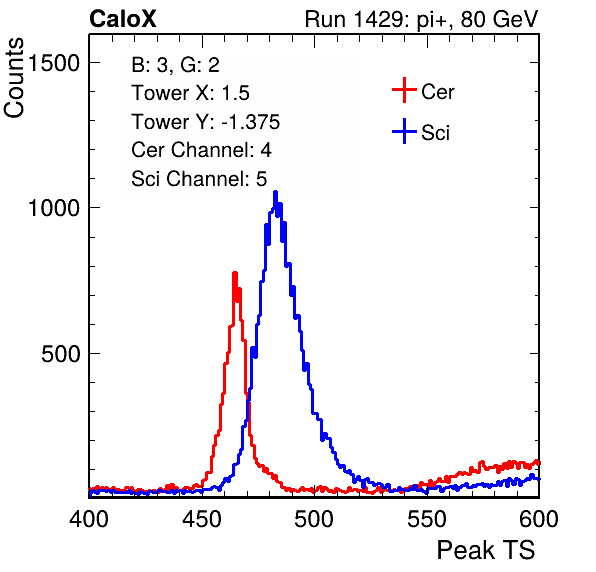 CaloX Run 1429: pi+, 80 GeV
Counts
1500
B: 3, G: 2
Tower X: 1.5
Tower Y: -1.375
Cer Channel: 4
Sci Channel: 5
Cer
Sci
1000
500
400 450 500 550 600
Peak TS